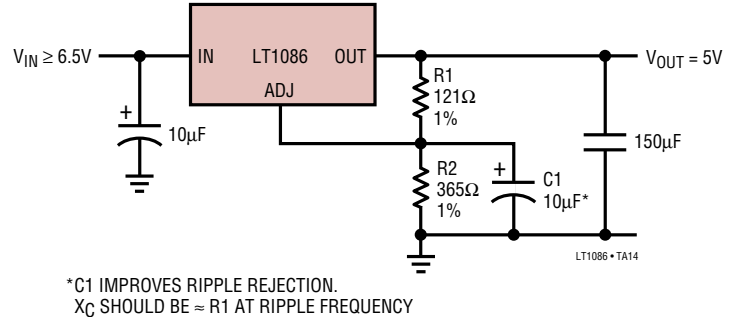 V_IN ≥ 6.5V
IN LT1086 OUT
ADJ
V_OUT = 5V
+
10µF
R1
121Ω
1%
R2
365Ω
1%
+
C1
10µF*
150µF
LT1086 • TA14
*C1 IMPROVES RIPPLE REJECTION.
X_C SHOULD BE ≈ R1 AT RIPPLE FREQUENCY